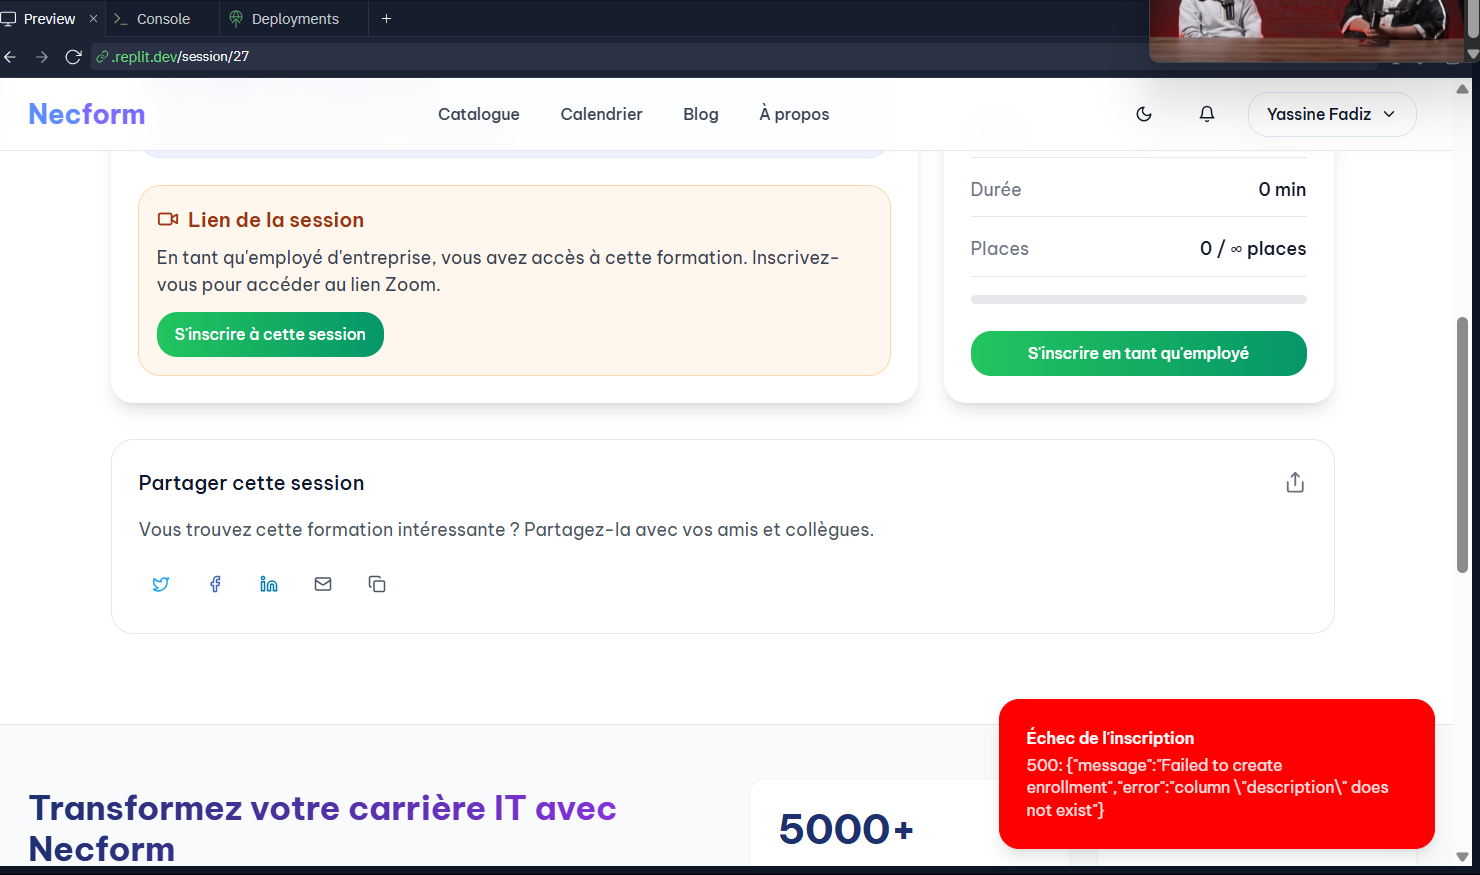 Preview
Console
Deployments
.replit.dev/session/27
Necform
Catalogue
Calendrier
Blog
À propos
Yassine Fadiz
Lien de la session
En tant qu'employé d'entreprise, vous avez accès à cette formation. Inscrivez-
vous pour accéder au lien Zoom.
S'inscrire à cette session
Durée
0 min
Places
0 / ∞ places
S'inscrire en tant qu'employé
Partager cette session
Vous trouvez cette formation intéressante ? Partagez-la avec vos amis et collègues.
Transformez votre carrière IT avec
Necform
5000+
Échec de l'inscription
500: {"message":"Failed to create
enrollment","error":"column \"description\" does
not exist"}